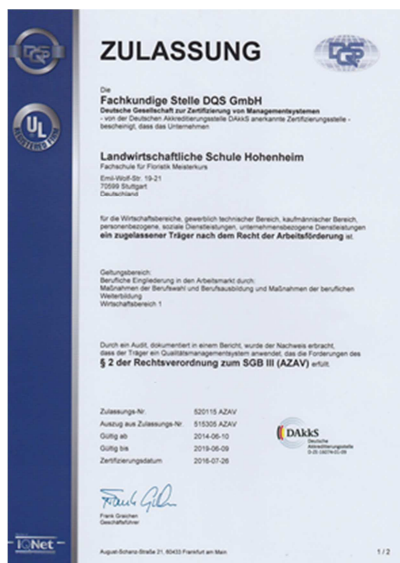 DQS
ZULASSUNG
DQS
UL
REGISTERED FIRM
Die
Fachkundige Stelle DQS GmbH
Deutsche Gesellschaft zur Zertifizierung von Managementsystemen
- von der Deutschen Akkreditierungsstelle DAkkS anerkannte Zertifizierungsstelle -
bescheinigt, dass das Unternehmen
Landwirtschaftliche Schule Hohenheim
Fachschule für Floristik Meisterkurs
Emil-Wolf-Str. 19-21
70599 Stuttgart
Deutschland
für die Wirtschaftsbereiche, gewerblich technischer Bereich, kaufmännischer Bereich,
personenbezogene, soziale Dienstleistungen, unternehmensbezogene Dienstleistungen
ein zugelassener Träger nach dem Recht der Arbeitsförderung ist.
Geltungsbereich:
Berufliche Eingliederung in den Arbeitsmarkt durch:
Maßnahmen der Berufswahl und Berufsausbildung und Maßnahmen der beruflichen
Weiterbildung
Wirtschaftsbereich 1
Durch ein Audit, dokumentiert in einem Bericht, wurde der Nachweis erbracht,
dass der Träger ein Qualitätsmanagementsystem anwendet, das die Forderungen des
§ 2 der Rechtsverordnung zum SGB III (AZAV) erfüllt.
Zulassungs-Nr. 520115 AZAV
Auszug aus Zulassungs-Nr. 515305 AZAV
Gültig ab 2014-06-10
Gültig bis 2019-06-09
Zertifizierungsdatum 2016-07-26
DAkkS
Deutsche
Akkreditierungsstelle
Frank Graichen
Geschäftsführer
IQNet
August-Schanz-Straße 21, 60433 Frankfurt am Main
1 / 2